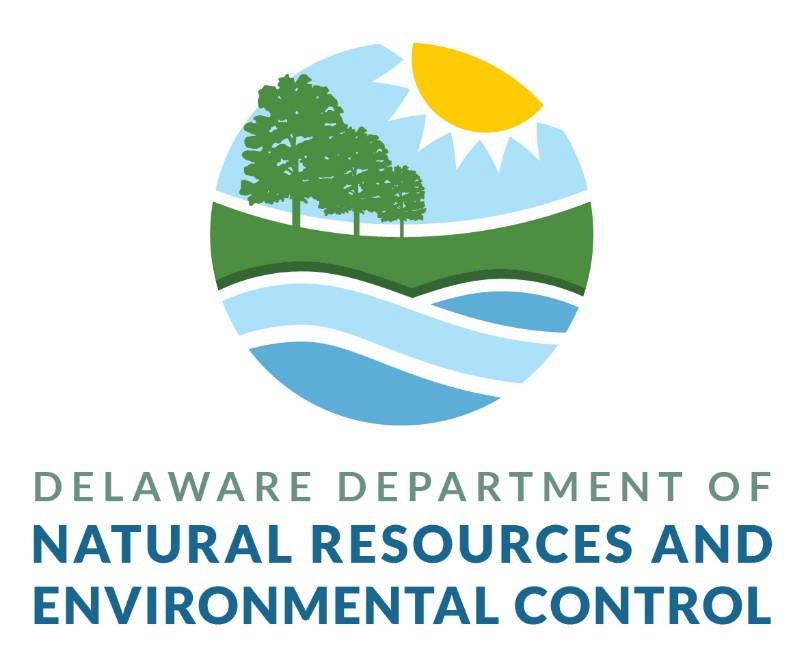 DELAWARE DEPARTMENT OF
NATURAL RESOURCES AND
ENVIRONMENTAL CONTROL